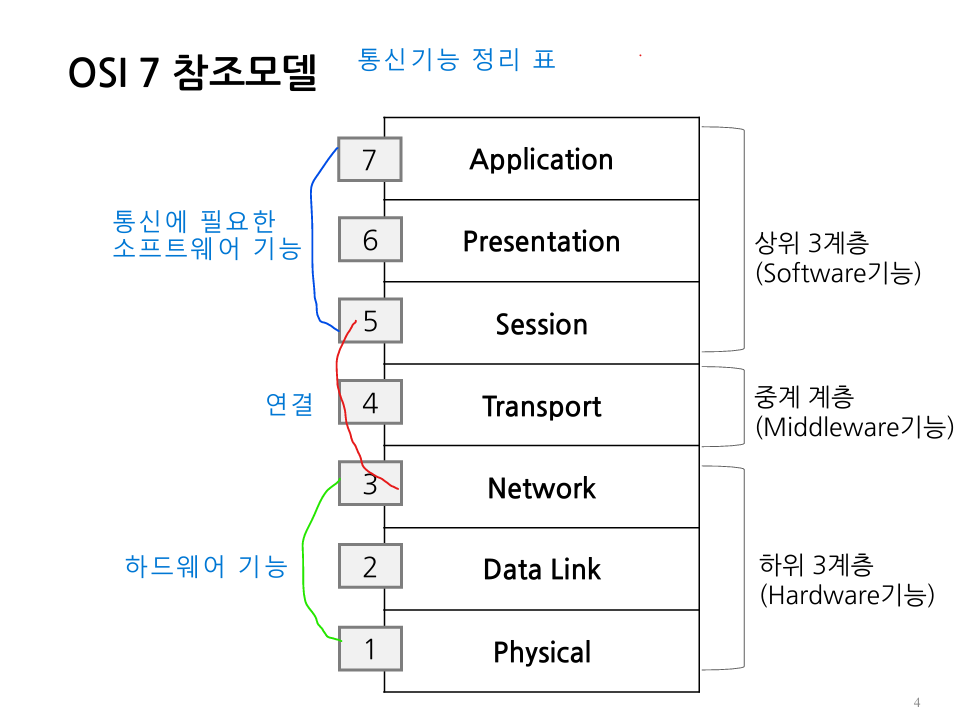 OSI 7 참조모델
통신기능 정리 표
7 Application
6 Presentation
5 Session
4 Transport
3 Network
2 Data Link
1 Physical
통신에 필요한
소프트웨어 기능
연결
하드웨어 기능
상위 3계층
(Software기능)
중계 계층
(Middleware기능)
하위 3계층
(Hardware기능)
4